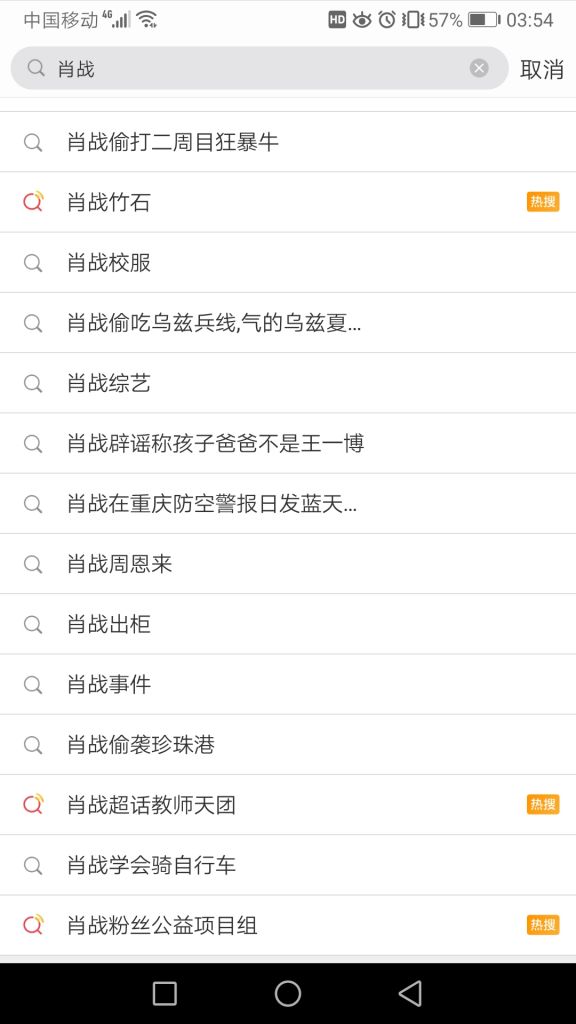 中国移动 4G HD 57% 03:54
肖战 取消
肖战偷打二周目狂暴牛
肖战竹石 热搜
肖战校服
肖战偷吃乌兹兵线,气的乌兹夏...
肖战综艺
肖战辟谣称孩子爸爸不是王一博
肖战在重庆防空警报日发蓝天...
肖战周恩来
肖战出柜
肖战事件
肖战偷袭珍珠港
肖战超话教师天团 热搜
肖战学会骑自行车
肖战粉丝公益项目组 热搜